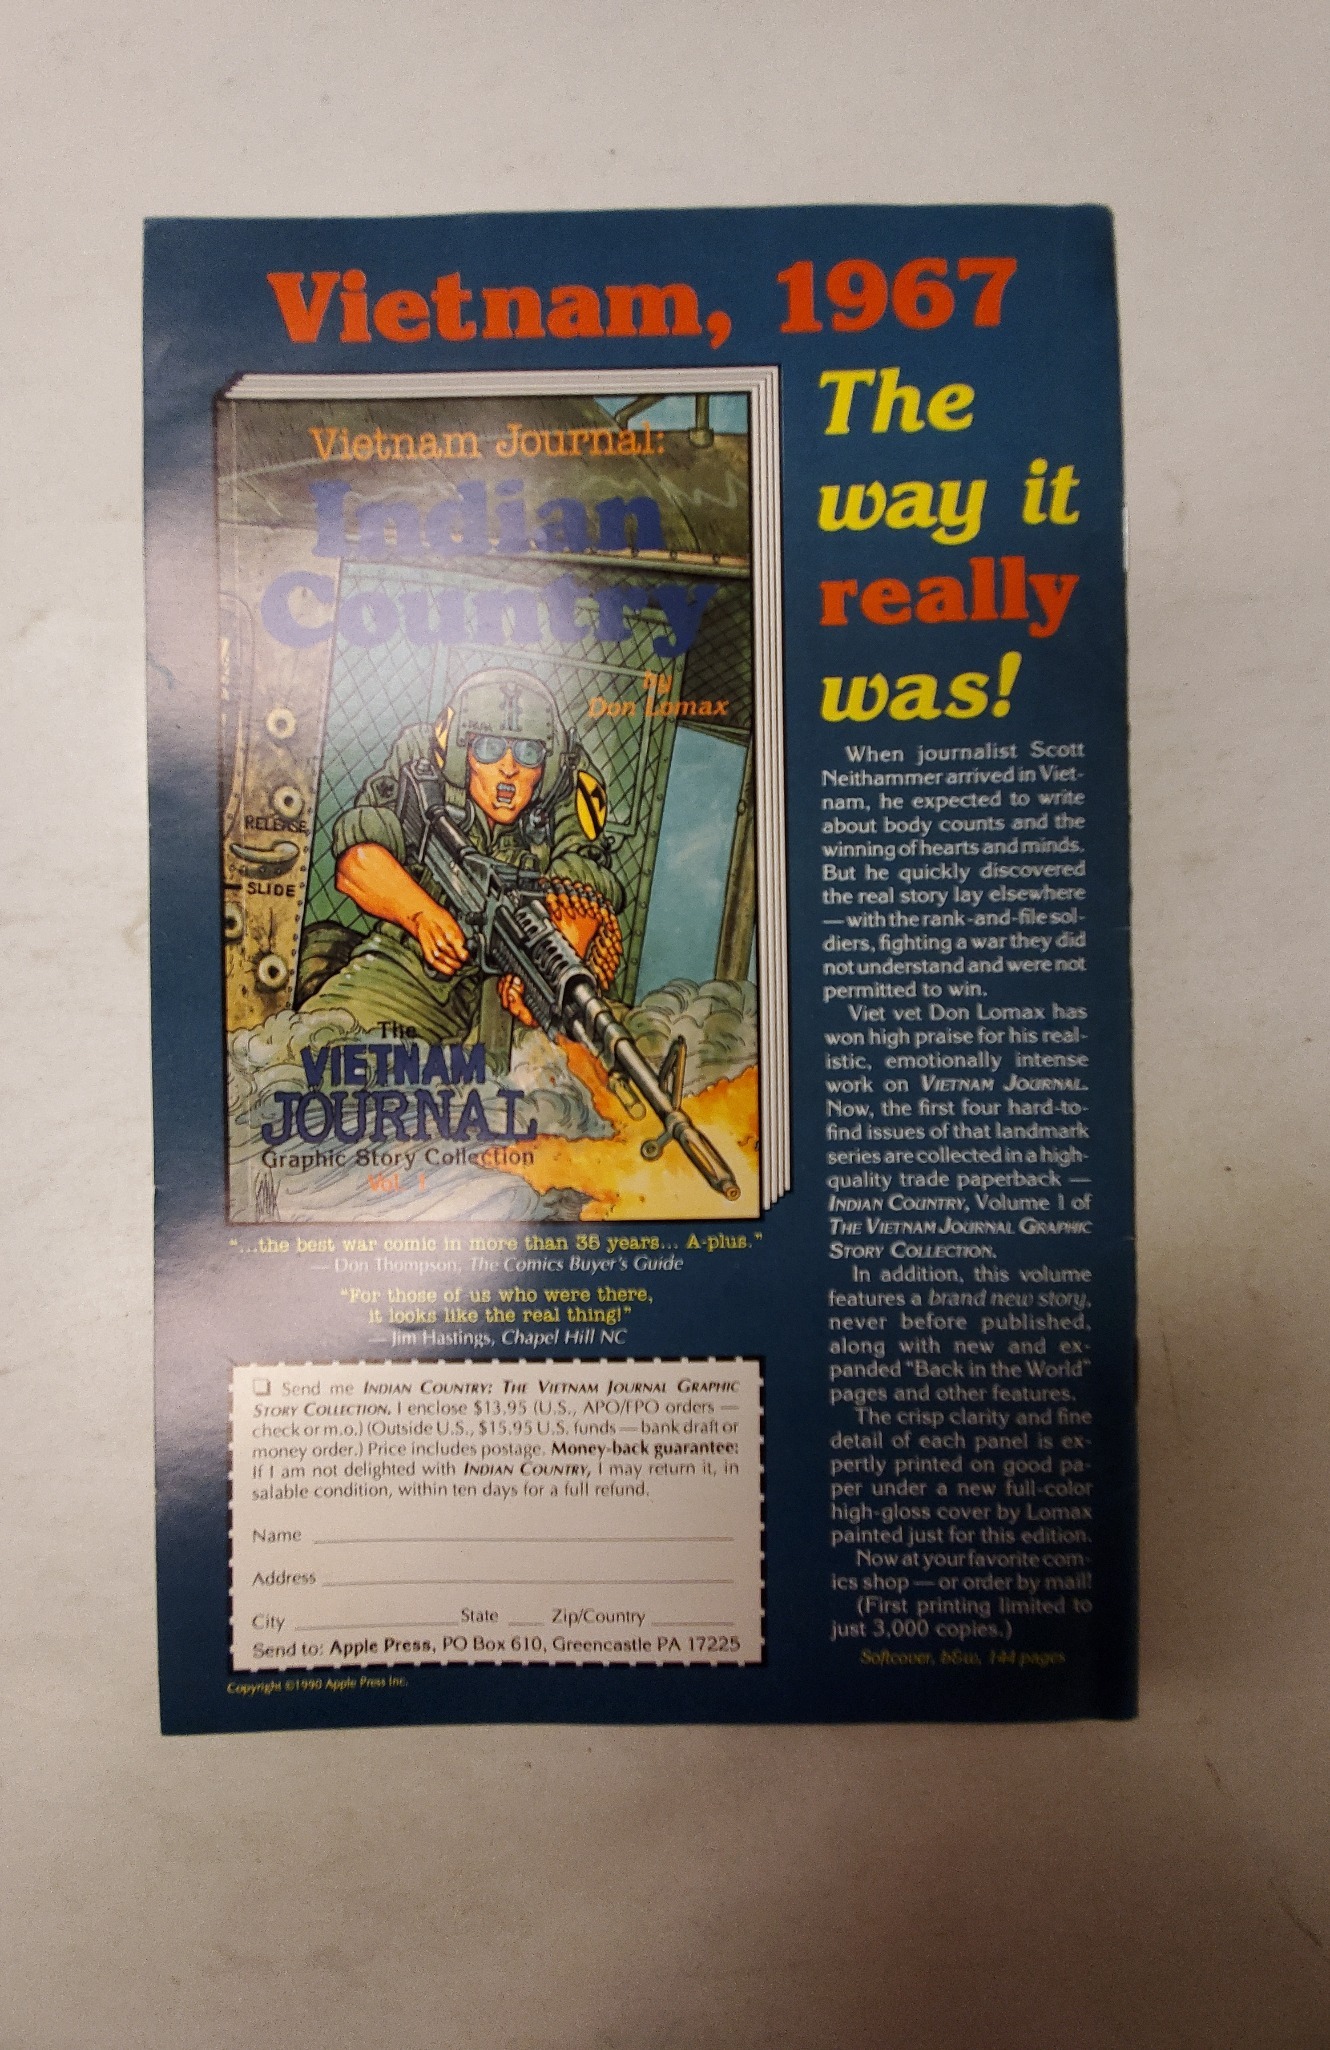 Vietnam, 1967
The
way it
really
was!
Vietnam Journal:
Indian
Country
by
Don Lomax
RELEASE
SLIDE
The
VIETNAM
JOURNAL
Graphic Story Collection
Vol. 1
"...the best war comic in more than 35 years... A-plus."
— Don Thompson, The Comics Buyer's Guide
"For those of us who were there,
it looks like the real thing!"
— Jim Hastings, Chapel Hill NC
❏ Send me INDIAN COUNTRY: THE VIETNAM JOURNAL GRAPHIC
STORY COLLECTION. I enclose $13.95 (U.S., APO/FPO orders —
check or m.o.) (Outside U.S., $15.95 U.S. funds — bank draft or
money order.) Price includes postage. Money-back guarantee:
If I am not delighted with INDIAN COUNTRY, I may return it, in
salable condition, within ten days for a full refund.
Name
Address
City State Zip/Country
Send to: Apple Press, PO Box 610, Greencastle PA 17225
Copyright ©1990 Apple Press Inc.
When journalist Scott
Neithammer arrived in Viet-
nam, he expected to write
about body counts and the
winning of hearts and minds.
But he quickly discovered
the real story lay elsewhere
— with the rank-and-file sol-
diers, fighting a war they did
not understand and were not
permitted to win.
Viet vet Don Lomax has
won high praise for his real-
istic, emotionally intense
work on VIETNAM JOURNAL.
Now, the first four hard-to-
find issues of that landmark
series are collected in a high-
quality trade paperback —
INDIAN COUNTRY, Volume 1 of
THE VIETNAM JOURNAL GRAPHIC
STORY COLLECTION.
In addition, this volume
features a brand new story,
never before published,
along with new and ex-
panded "Back in the World"
pages and other features.
The crisp clarity and fine
detail of each panel is ex-
pertly printed on good pa-
per under a new full-color
high-gloss cover by Lomax
painted just for this edition.
Now at your favorite com-
ics shop — or order by mail!
(First printing limited to
just 3,000 copies.)
Softcover, b&w, 144 pages